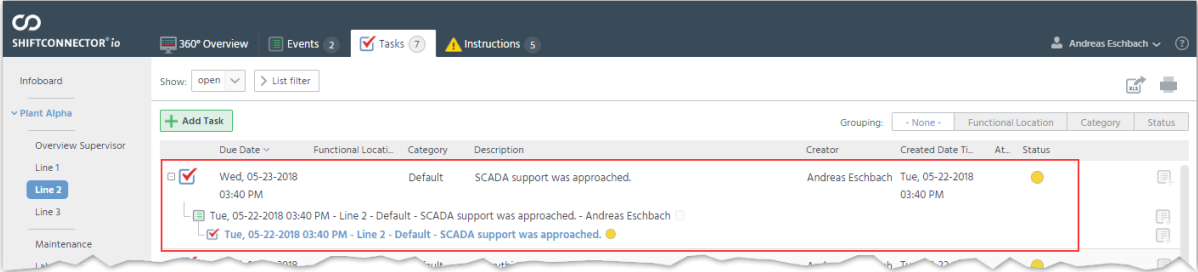 SHIFTCONNECTOR® io
360° Overview
Events 2
Tasks 7
Instructions 5
Andreas Eschbach
?
Infoboard
Plant Alpha
Overview Supervisor
Line 1
Line 2
Line 3
Maintenance
Show: open
List filter
XLS
+ Add Task
Grouping: - None - Functional Location Category Status
Due Date Functional Locati... Category Description Creator Created Date Ti... At... Status
Wed, 05-23-2018 Default SCADA support was approached. Andreas Eschbach Tue, 05-22-2018
03:40 PM 03:40 PM
Tue, 05-22-2018 03:40 PM - Line 2 - Default - SCADA support was approached. - Andreas Eschbach
Tue, 05-22-2018 03:40 PM - Line 2 - Default - SCADA support was approached.